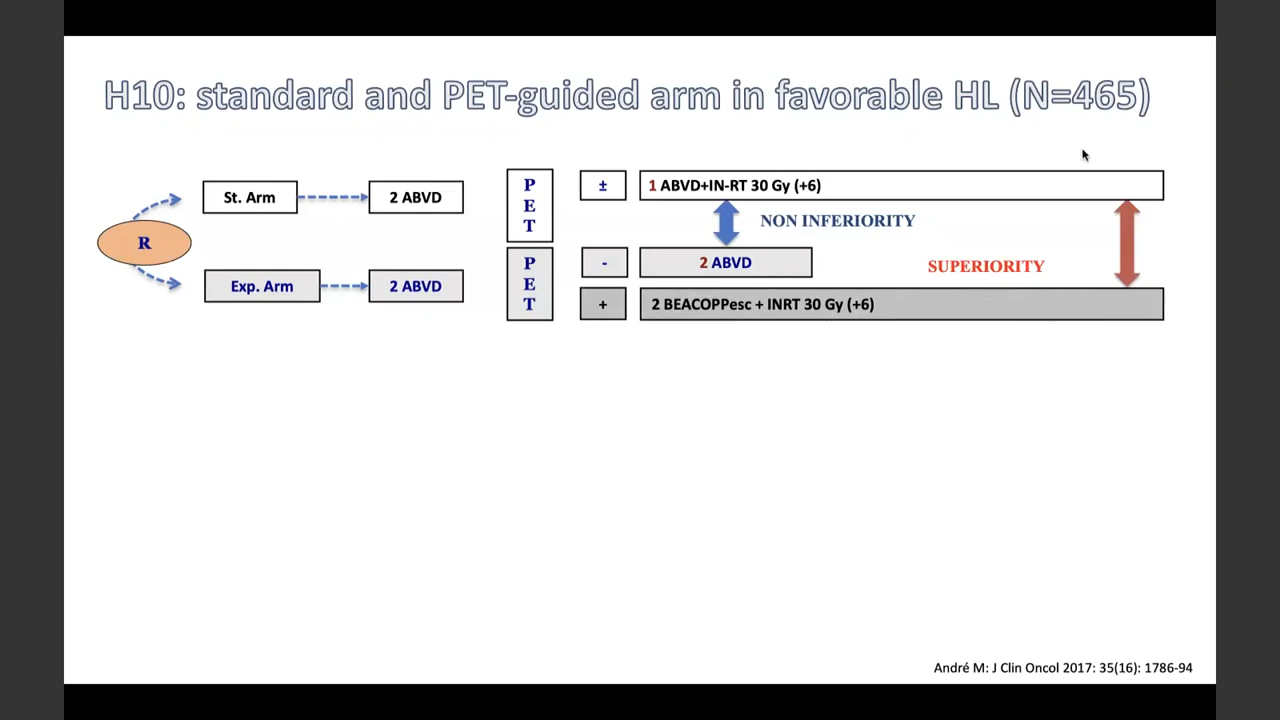 H10: standard and PET-guided arm in favorable HL (N=465)
St. Arm
2 ABVD
P
E
T
±
1 ABVD+IN-RT 30 Gy (+6)
NON INFERIORITY
R
P
E
T
-
2 ABVD
SUPERIORITY
Exp. Arm
2 ABVD
+
2 BEACOPPesc + INRT 30 Gy (+6)
André M: J Clin Oncol 2017: 35(16): 1786-94